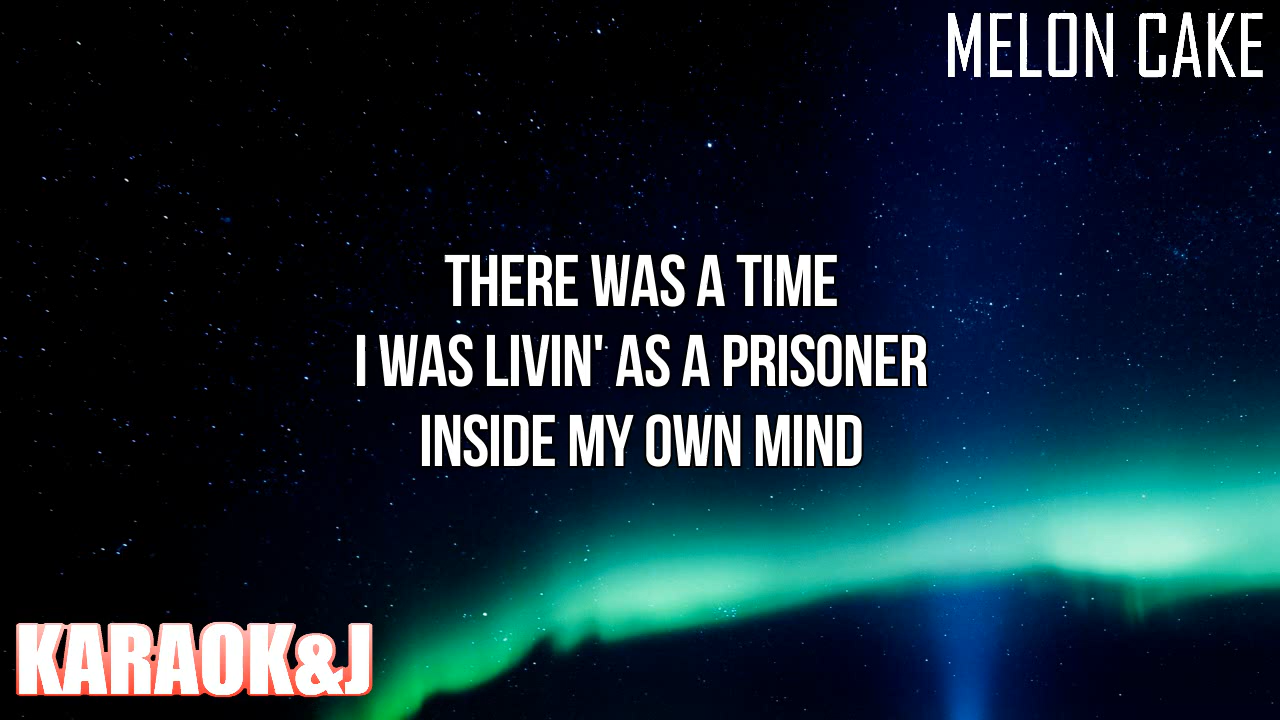 MELON CAKE
THERE WAS A TIME
I WAS LIVIN' AS A PRISONER
INSIDE MY OWN MIND
KARAOK&J